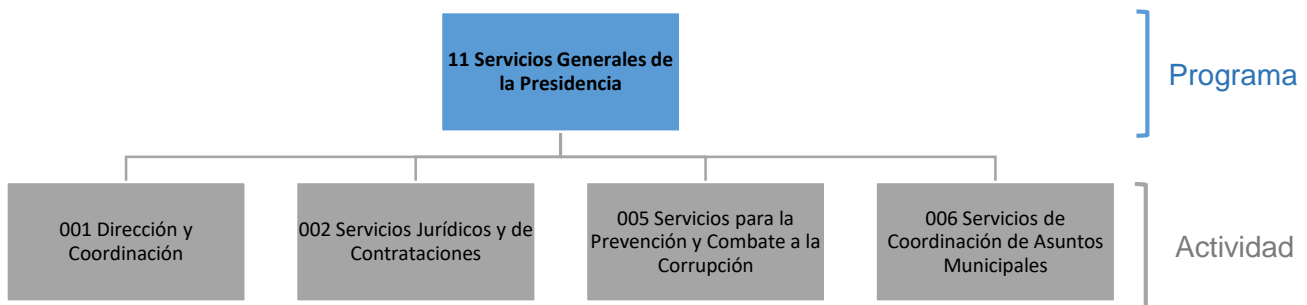 11 Servicios Generales de
la Presidencia
Programa
001 Dirección y
Coordinación
002 Servicios Jurídicos y de
Contrataciones
005 Servicios para la
Prevención y Combate a la
Corrupción
006 Servicios de
Coordinación de Asuntos
Municipales
Actividad